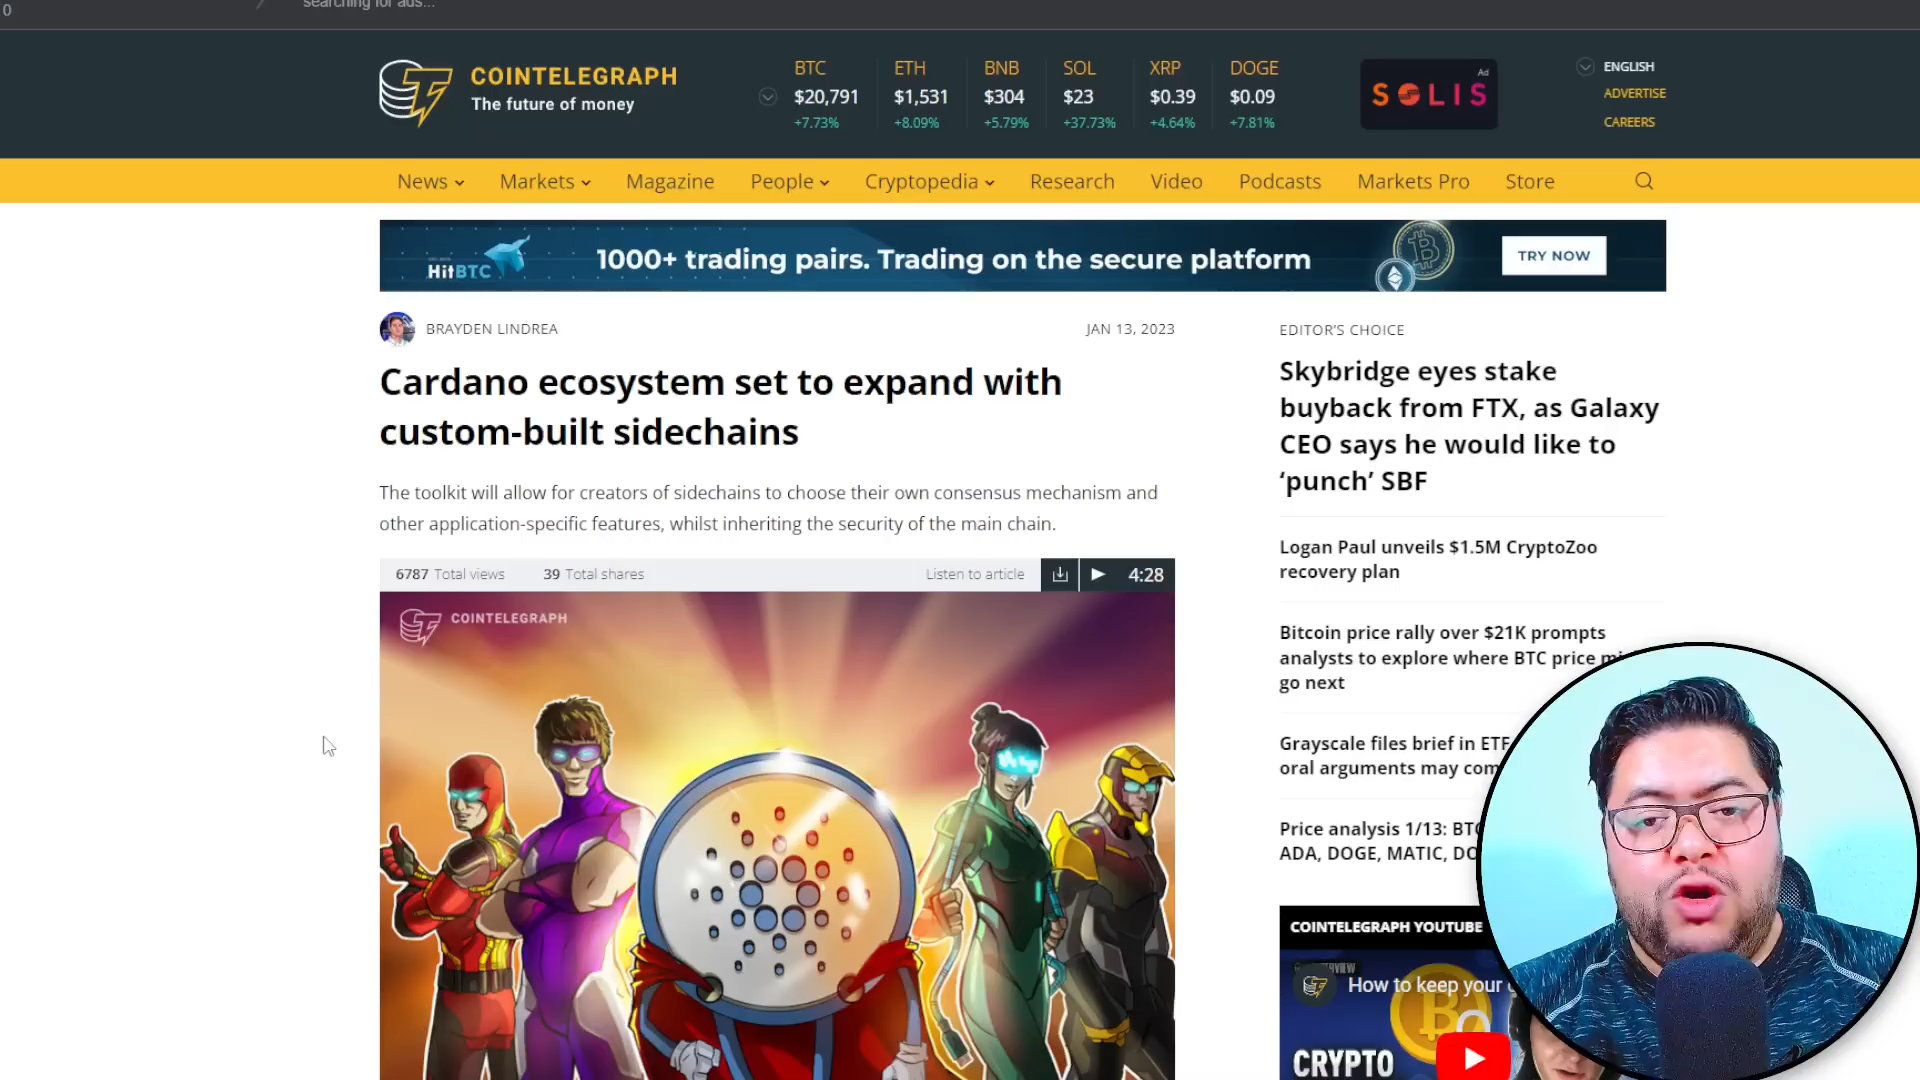 0
searching for ads...
COINTELEGRAPH
The future of money
BTC
$20,791
+7.73%
ETH
$1,531
+8.09%
BNB
$304
+5.79%
SOL
$23
+37.73%
XRP
$0.39
+4.64%
DOGE
$0.09
+7.81%
Ad
SOLIS
ENGLISH
ADVERTISE
CAREERS
News
Markets
Magazine
People
Cryptopedia
Research
Video
Podcasts
Markets Pro
Store
HitBTC
1000+ trading pairs. Trading on the secure platform
TRY NOW
BRAYDEN LINDREA
JAN 13, 2023
Cardano ecosystem set to expand with
custom-built sidechains
The toolkit will allow for creators of sidechains to choose their own consensus mechanism and
other application-specific features, whilst inheriting the security of the main chain.
6787 Total views
39 Total shares
Listen to article
4:28
COINTELEGRAPH
EDITOR'S CHOICE
Skybridge eyes stake
buyback from FTX, as Galaxy
CEO says he would like to
‘punch’ SBF
Logan Paul unveils $1.5M CryptoZoo
recovery plan
Bitcoin price rally over $21K prompts
analysts to explore where BTC price
go next
Grayscale files brief in ETF
oral arguments may
Price analysis 1/13:
ADA, DOGE, MATIC,
COINTELEGRAPH YOUTUBE
How to keep your
CRYPTO